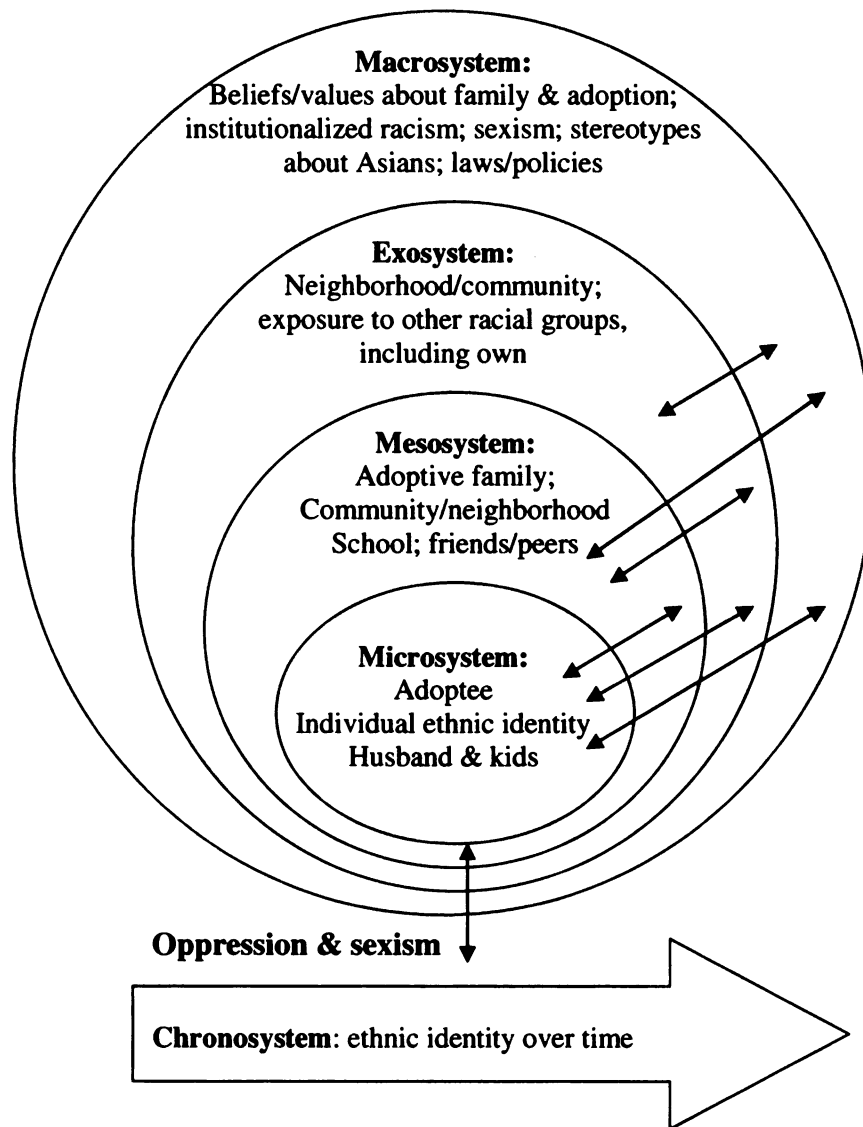 Macrosystem:
Beliefs/values about family & adoption;
institutionalized racism; sexism; stereotypes
about Asians; laws/policies
Exosystem:
Neighborhood/community;
exposure to other racial groups,
including own
Mesosystem:
Adoptive family;
Community/neighborhood
School; friends/peers
Microsystem:
Adoptee
Individual ethnic identity
Husband & kids
Oppression & sexism
Chronosystem: ethnic identity over time